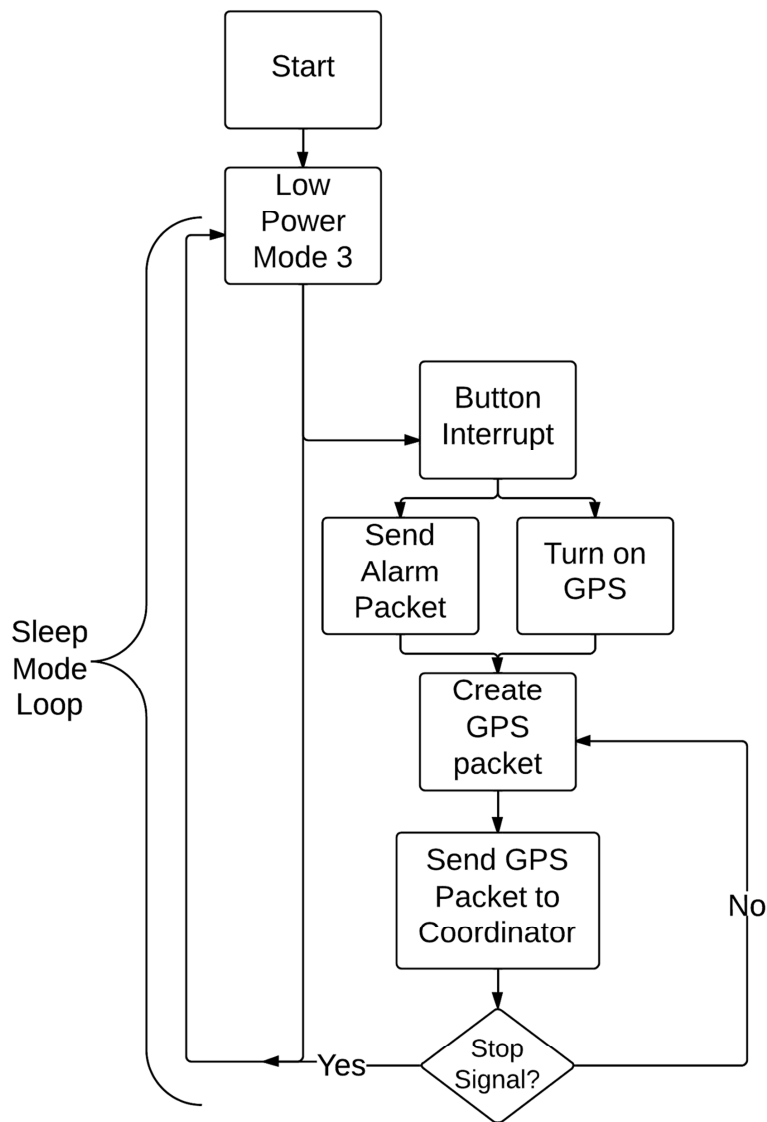 Start
Low
Power
Mode 3
Button
Interrupt
Send
Alarm
Packet
Turn on
GPS
Sleep
Mode
Loop
Create
GPS
packet
Send GPS
Packet to
Coordinator
No
Stop
Signal?
Yes